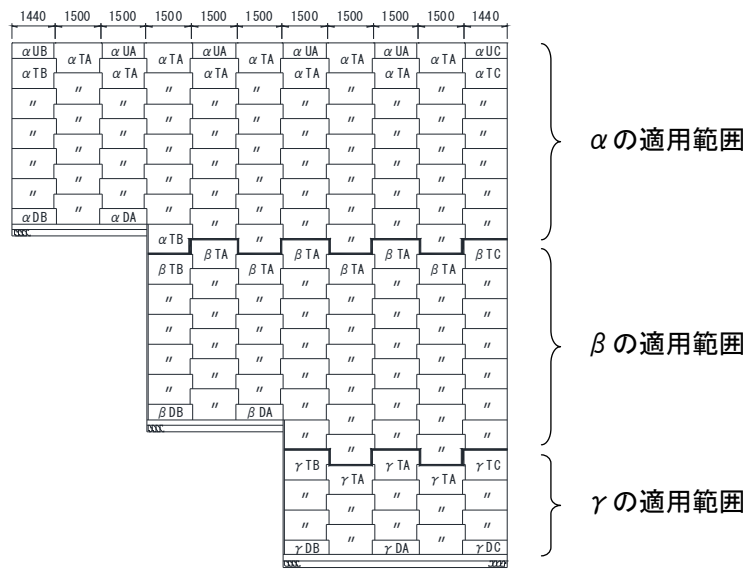 1440 1500 1500 1500 1500 1500 1500 1500 1500 1500 1440
αUB αTA αUA αTA αUA αTA αUA αTA αUA αTA αUC
αTB αTA αTA αTA αTA αTC
〃 〃 〃 〃 〃 〃 〃 〃 〃 〃 〃
〃 〃 〃 〃 〃 〃 〃 〃 〃 〃 〃
〃 〃 〃 〃 〃 〃 〃 〃 〃 〃 〃
〃 〃 〃 〃 〃 〃 〃 〃 〃 〃 〃
αDB 〃 αDA 〃 〃 〃 〃 〃 〃 〃 〃
αTB 〃 〃 〃 〃 〃 〃 〃
βTB βTA βTA βTA βTA βTA βTA βTC
〃 〃 〃 〃 〃 〃 〃 〃
〃 〃 〃 〃 〃 〃 〃 〃
〃 〃 〃 〃 〃 〃 〃 〃
〃 〃 〃 〃 〃 〃 〃 〃
βDB 〃 βDA 〃 〃 〃 〃 〃
〃 〃 〃 〃 〃
γTB γTA γTA γTA γTC
〃 〃 〃 〃 〃
〃 〃 〃 〃 〃
γDB 〃 γDA 〃 γDC
αの適用範囲
βの適用範囲
γの適用範囲